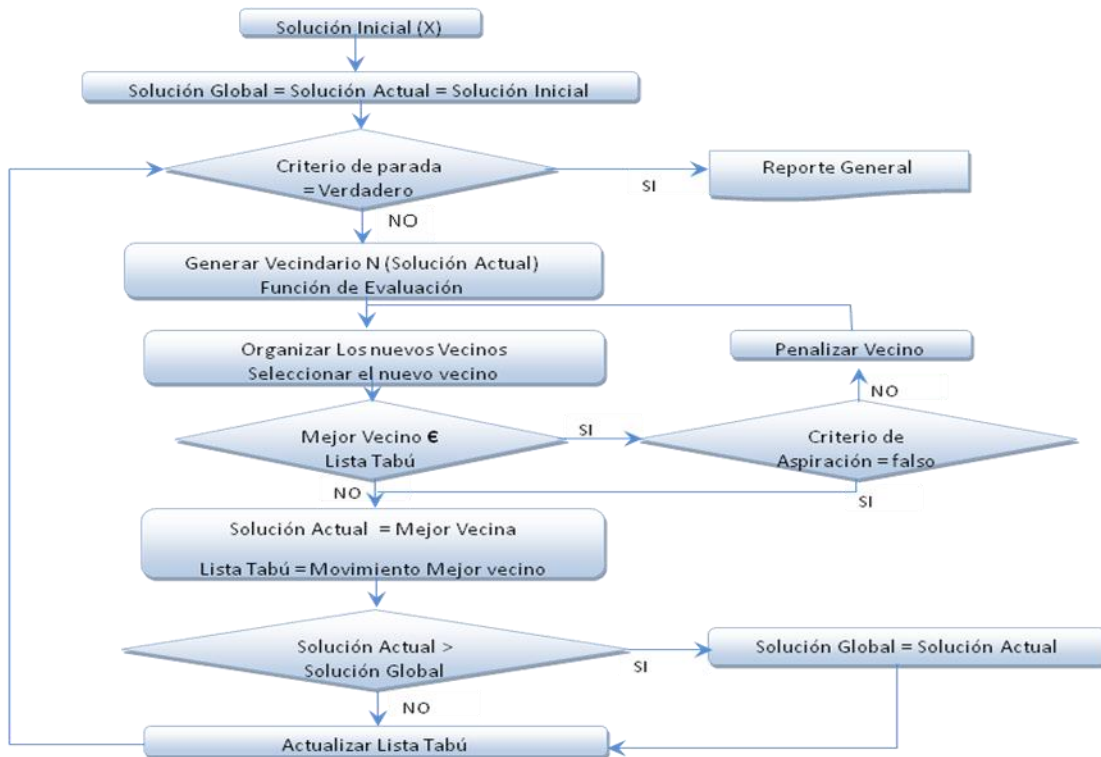 Solución Inicial (X)
Solución Global = Solución Actual = Solución Inicial
Criterio de parada
= Verdadero
SI
Reporte General
NO
Generar Vecindario N (Solución Actual)
Función de Evaluación
Organizar Los nuevos Vecinos
Seleccionar el nuevo vecino
Penalizar Vecino
NO
Mejor Vecino €
Lista Tabú
SI
Criterio de
Aspiración = falso
NO
SI
Solución Actual = Mejor Vecina
Lista Tabú = Movimiento Mejor vecino
Solución Actual >
Solución Global
SI
Solución Global = Solución Actual
NO
Actualizar Lista Tabú